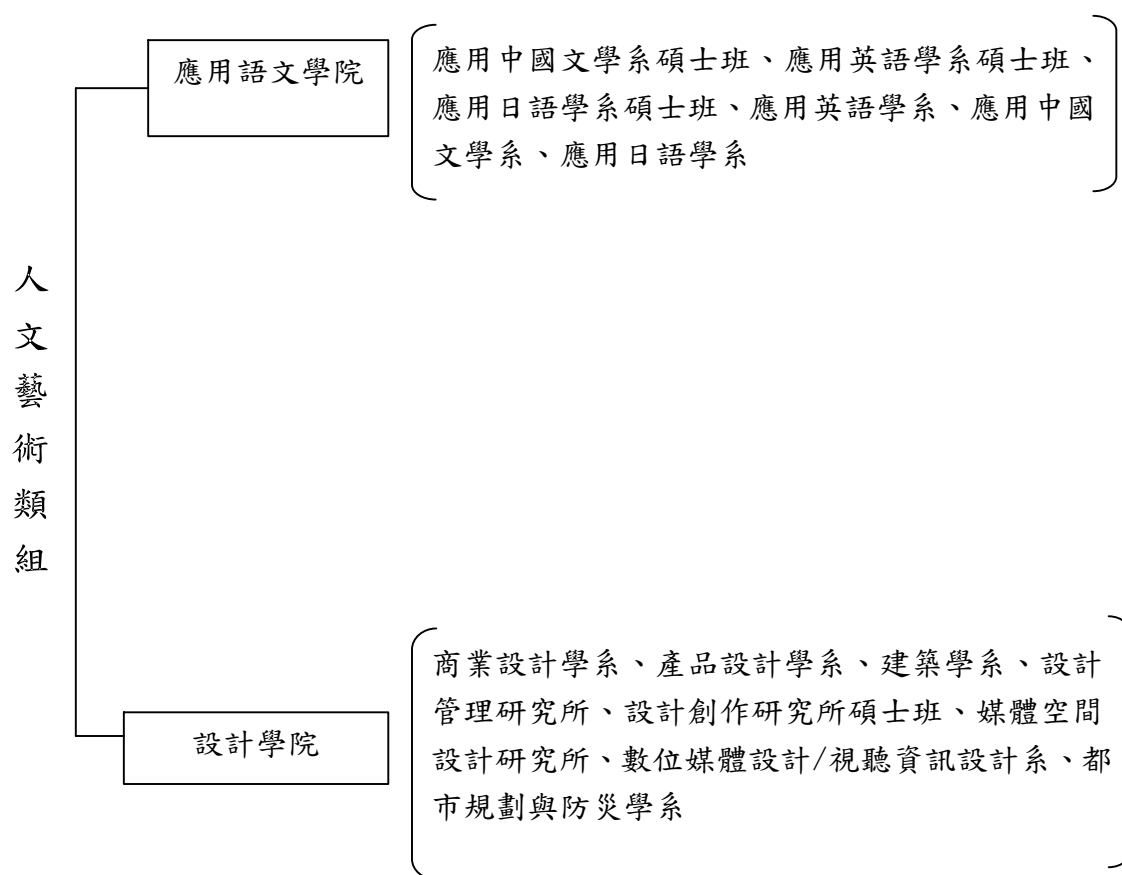 人文藝術類組
應用語文學院
應用中國文學系碩士班、應用英語學系碩士班、
應用日語學系碩士班、應用英語學系、應用中國
文學系、應用日語學系
設計學院
商業設計學系、產品設計學系、建築學系、設計
管理研究所、設計創作研究所碩士班、媒體空間
設計研究所、數位媒體設計/視聽資訊設計系、都
市規劃與防災學系